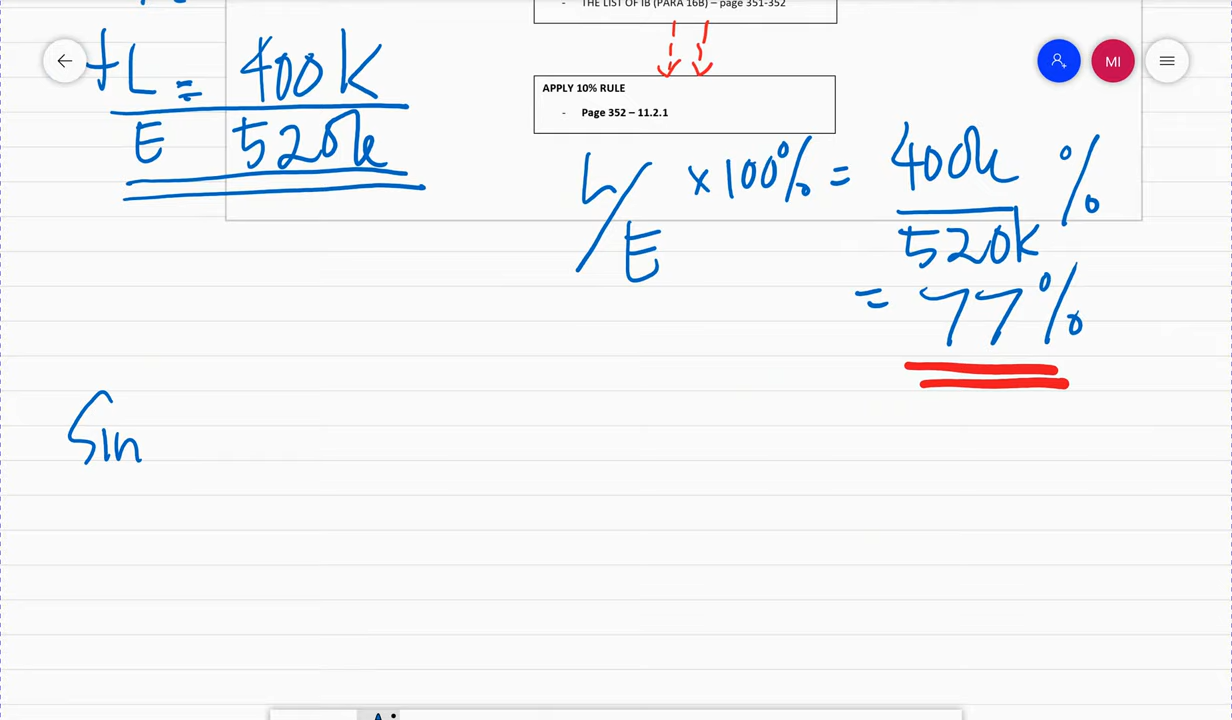 THE LIST OF IB (PARA 16B) – page 351-352
APPLY 10% RULE
- Page 352 – 11.2.1
+ L = 400k
E 520k
L/E × 100% = 400k/520k %
= 77%
Sin
MI